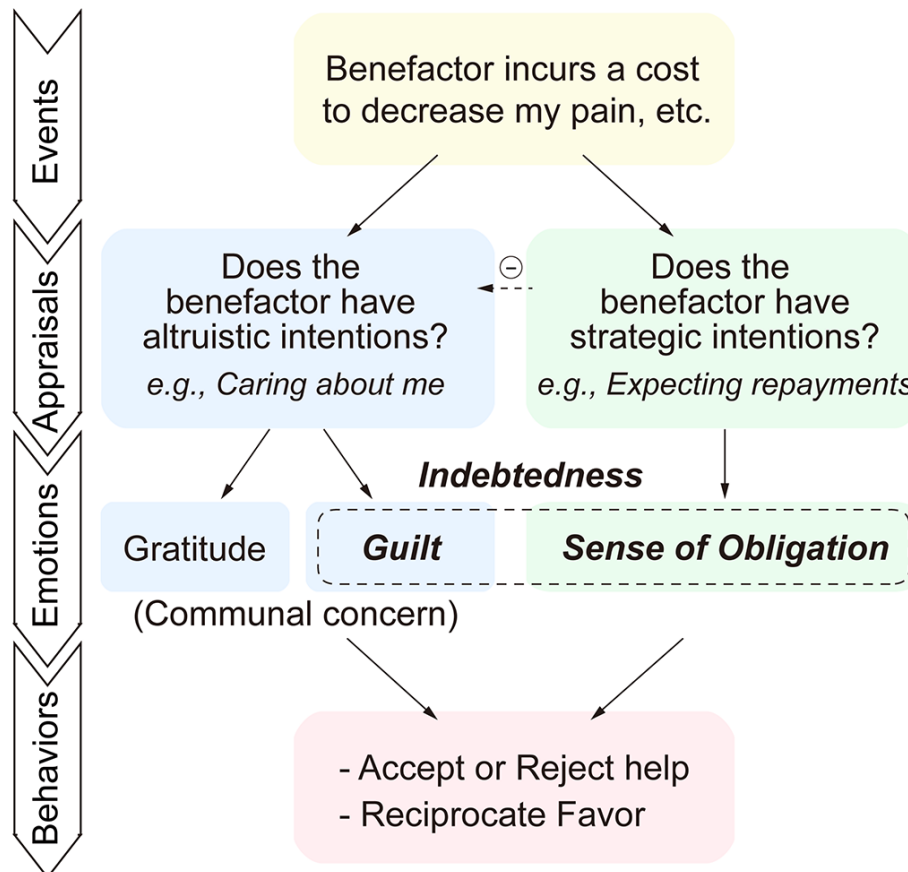 Events
Benefactor incurs a cost
to decrease my pain, etc.
Appraisals
Does the
benefactor have
altruistic intentions?
e.g., Caring about me
⊖
Does the
benefactor have
strategic intentions?
e.g., Expecting repayments
Emotions
Indebtedness
Gratitude
Guilt
Sense of Obligation
(Communal concern)
Behaviors
- Accept or Reject help
- Reciprocate Favor